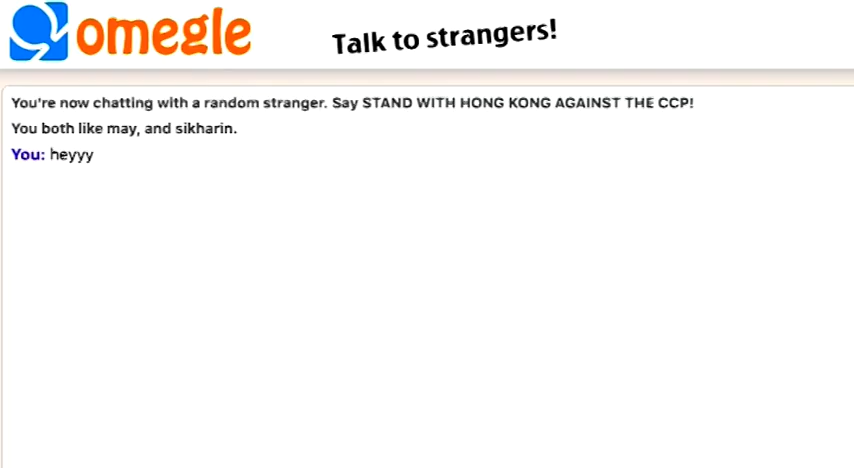 omegle Talk to strangers!
You're now chatting with a random stranger. Say STAND WITH HONG KONG AGAINST THE CCP!
You both like may, and sikharin.
You: heyyy